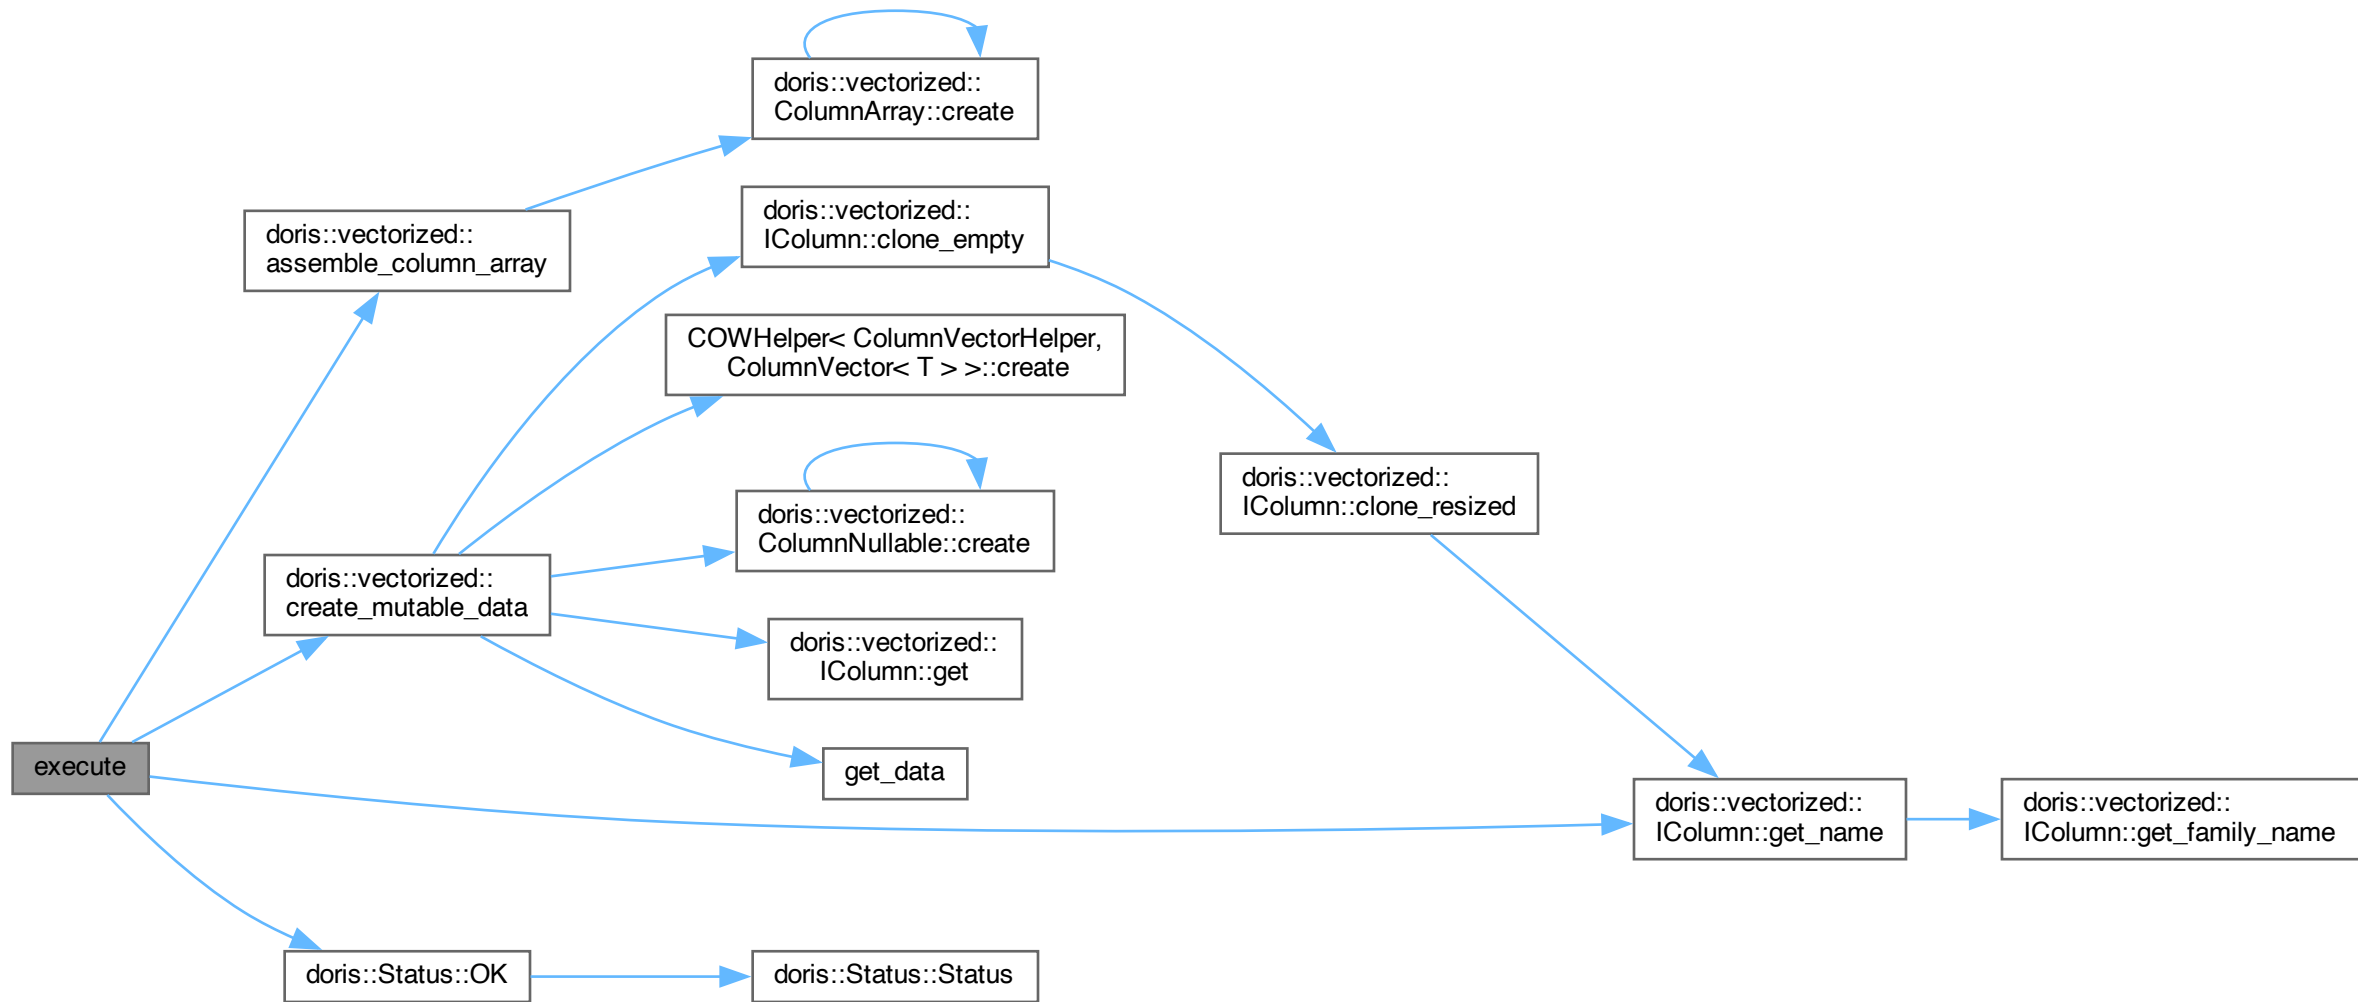 doris::vectorized::
ColumnArray::create
doris::vectorized::
IColumn::clone_empty
doris::vectorized::
assemble_column_array
COWHelper< ColumnVectorHelper,
ColumnVector< T > >::create
doris::vectorized::
ColumnNullable::create
doris::vectorized::
IColumn::clone_resized
doris::vectorized::
create_mutable_data
doris::vectorized::
IColumn::get
execute
get_data
doris::vectorized::
IColumn::get_name
doris::vectorized::
IColumn::get_family_name
doris::Status::OK
doris::Status::Status